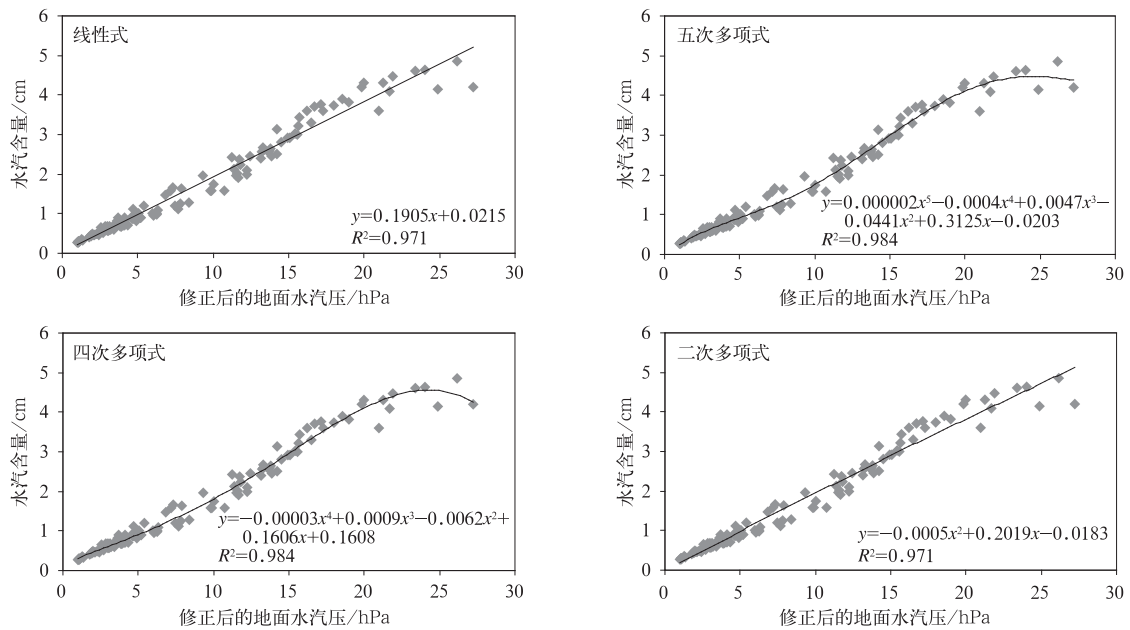 线性式
6
5
4
3
2
1
0
水汽含量/cm
y=0.1905x+0.0215
R²=0.971
0 5 10 15 20 25 30
修正后的地面水汽压/hPa
五次多项式
6
5
4
3
2
1
0
水汽含量/cm
y=0.000002x⁵−0.0004x⁴+0.0047x³−
0.0441x²+0.3125x−0.0203
R²=0.984
0 5 10 15 20 25 30
修正后的地面水汽压/hPa
四次多项式
6
5
4
3
2
1
0
水汽含量/cm
y=−0.00003x⁴+0.0009x³−0.0062x²+
0.1606x+0.1608
R²=0.984
0 5 10 15 20 25 30
修正后的地面水汽压/hPa
二次多项式
6
5
4
3
2
1
0
水汽含量/cm
y=−0.0005x²+0.2019x−0.0183
R²=0.971
0 5 10 15 20 25 30
修正后的地面水汽压/hPa